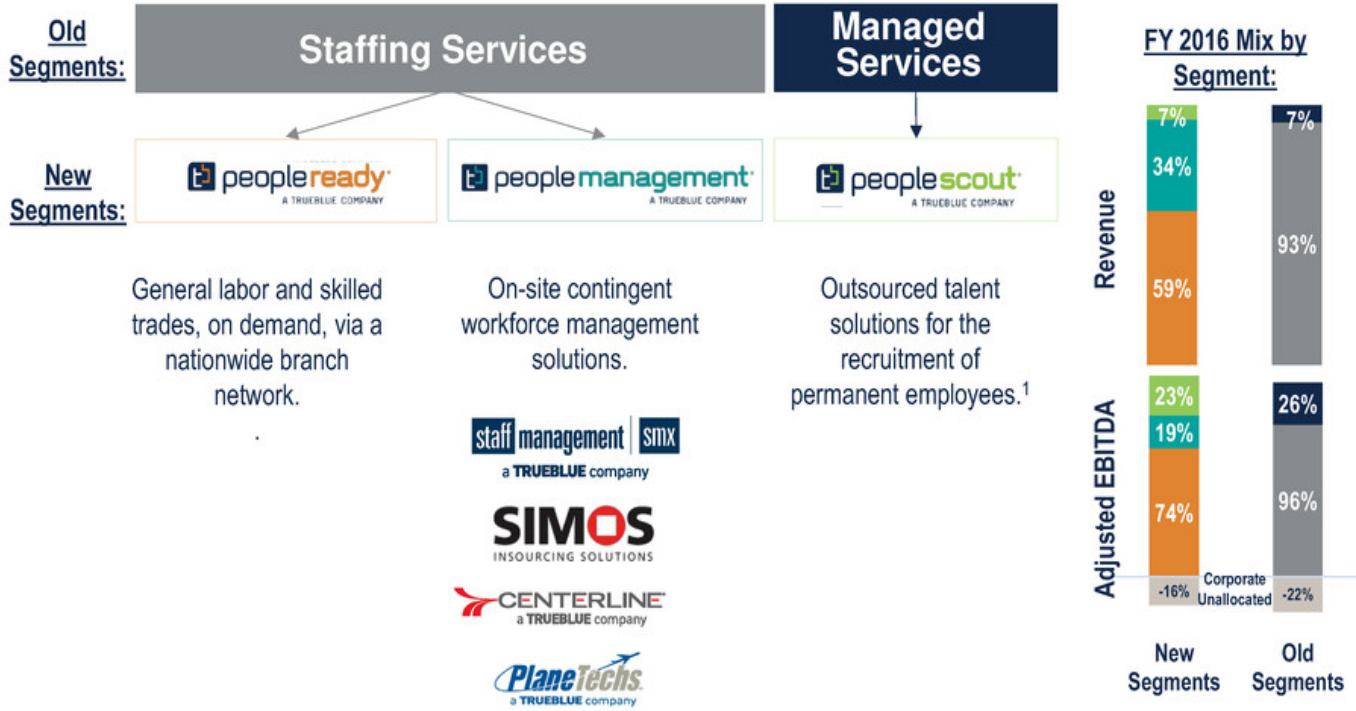 Old
Segments:
Staffing Services
Managed
Services
FY 2016 Mix by
Segment:
New
Segments:
peopleready
A TRUEBLUE COMPANY
peoplemanagement
A TRUEBLUE COMPANY
peoplescout
A TRUEBLUE COMPANY
General labor and skilled
trades, on demand, via a
nationwide branch
network.
.
On-site contingent
workforce management
solutions.
staff management | smx
a TRUEBLUE company
SIMOS
INSOURCING SOLUTIONS
CENTERLINE
a TRUEBLUE company
PlaneTechs
a TRUEBLUE company
Outsourced talent
solutions for the
recruitment of
permanent employees.¹
Revenue
7%
34%
59%
7%
93%
Adjusted EBITDA
23%
19%
74%
-16%
26%
96%
-22%
Corporate
Unallocated
New
Segments
Old
Segments